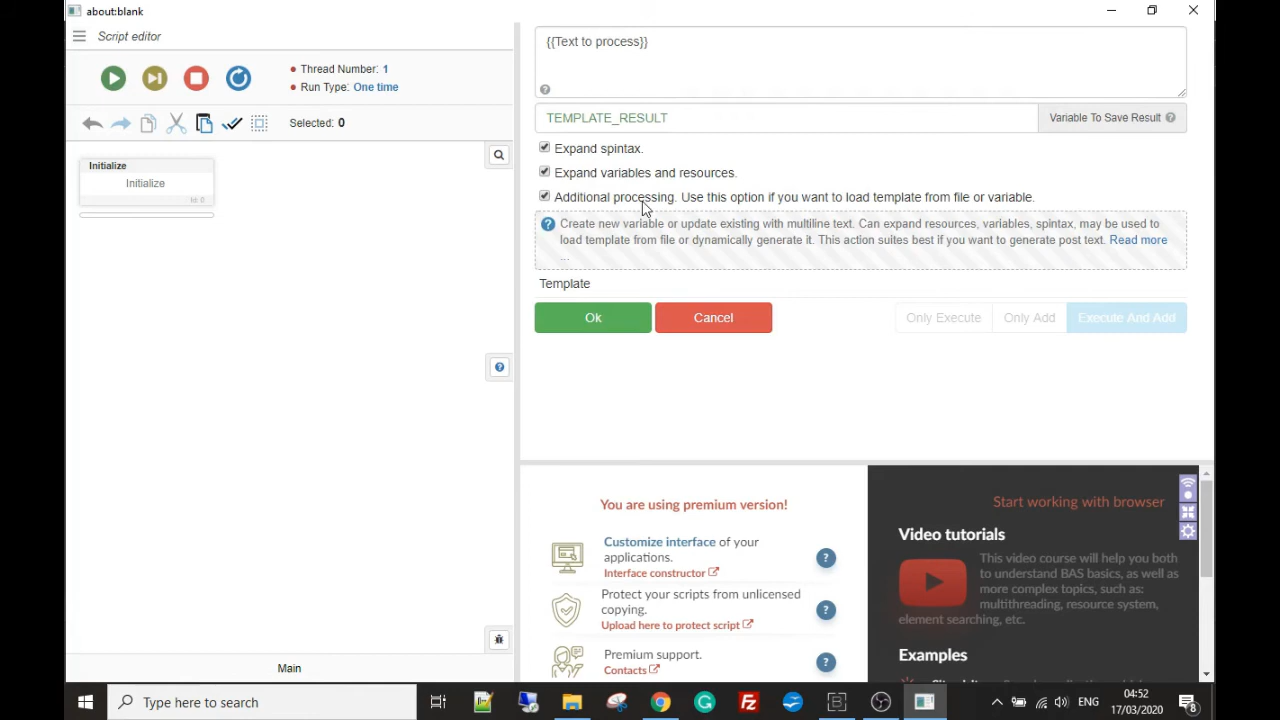 about:blank
Script editor
Thread Number: 1
Run Type: One time
Selected: 0
Initialize
Initialize
Id: 0
Main
{{Text to process}}
TEMPLATE_RESULT
Variable To Save Result
Expand spintax.
Expand variables and resources.
Additional processing. Use this option if you want to load template from file or variable.
Create new variable or update existing with multiline text. Can expand resources, variables, spintax, may be used to
load template from file or dynamically generate it. This action suites best if you want to generate post text. Read more
...
Template
Ok
Cancel
Only Execute
Only Add
Execute And Add
You are using premium version!
Customize interface of your
applications.
Interface constructor
Protect your scripts from unlicensed
copying.
Upload here to protect script
Premium support.
Contacts
Start working with browser
Video tutorials
This video course will help you both
to understand BAS basics, as well as
more complex topics, such as:
multithreading, resource system,
element searching, etc.
Examples
Type here to search
ENG
04:52
17/03/2020
8